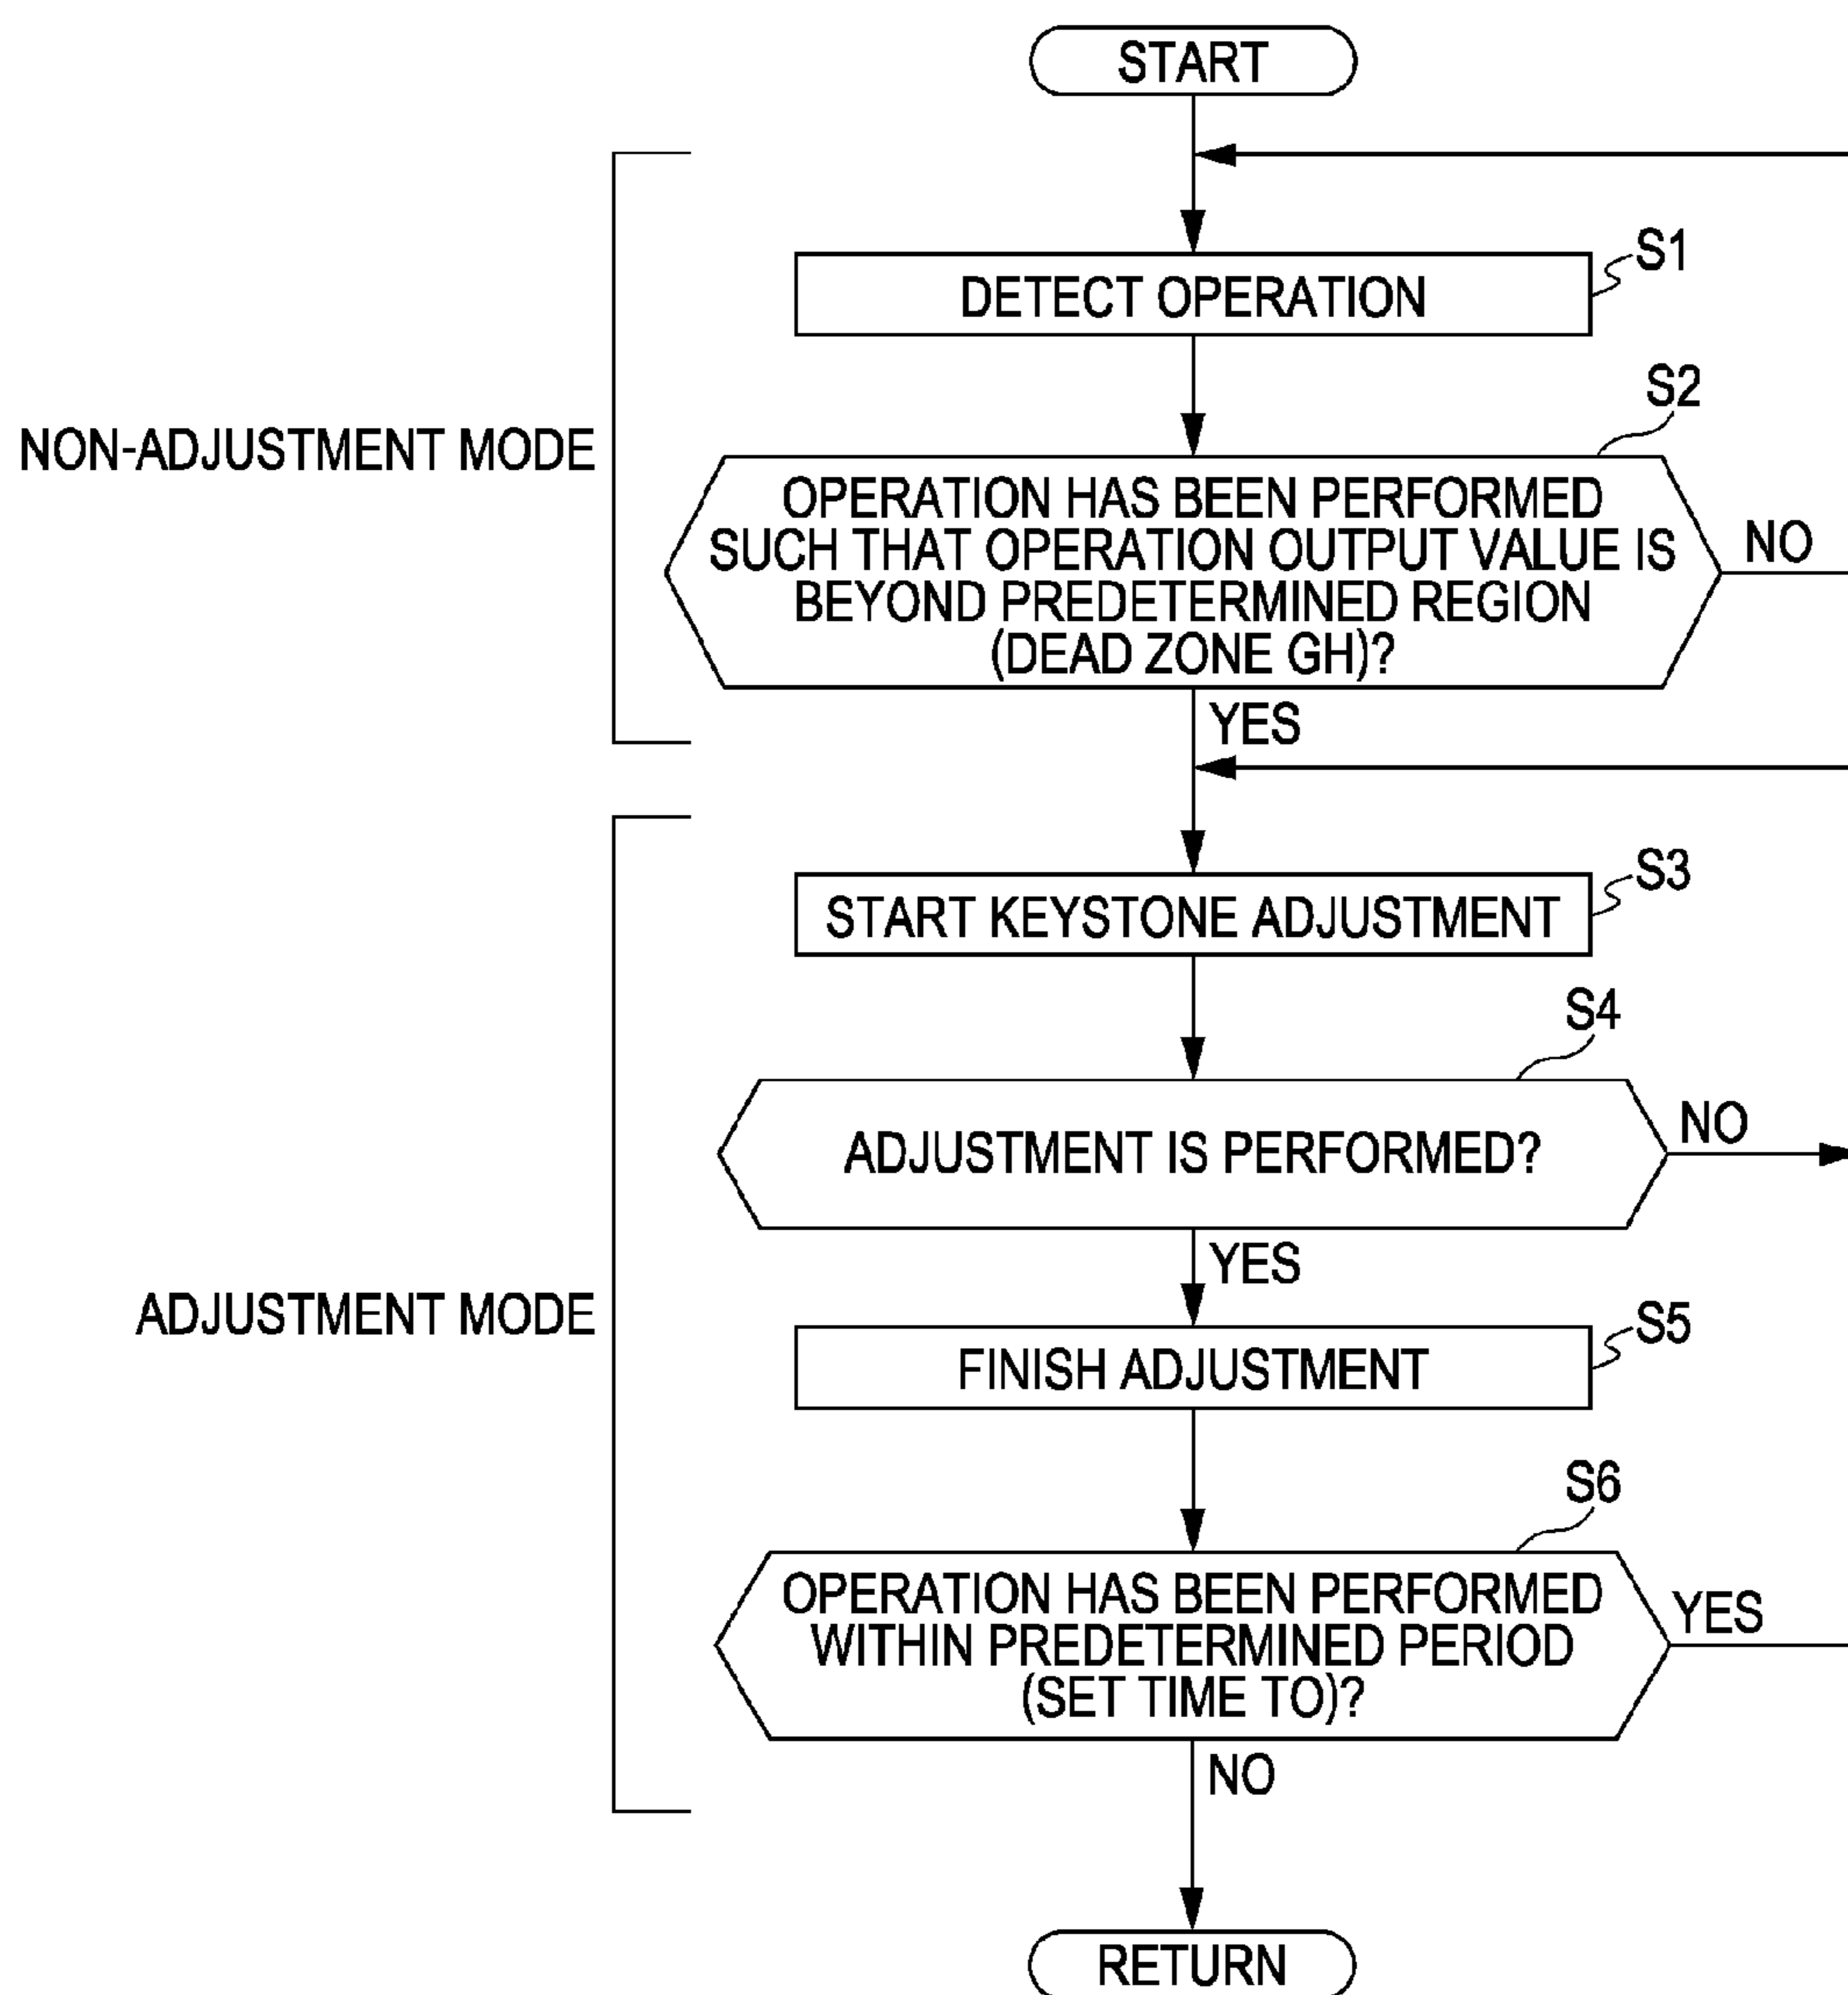 START
S1
DETECT OPERATION
S2
NON-ADJUSTMENT MODE
OPERATION HAS BEEN PERFORMED
SUCH THAT OPERATION OUTPUT VALUE IS
BEYOND PREDETERMINED REGION
(DEAD ZONE GH)?
NO
YES
S3
START KEYSTONE ADJUSTMENT
S4
ADJUSTMENT IS PERFORMED?
NO
YES
ADJUSTMENT MODE
S5
FINISH ADJUSTMENT
S6
OPERATION HAS BEEN PERFORMED
WITHIN PREDETERMINED PERIOD
(SET TIME TO)?
YES
NO
RETURN